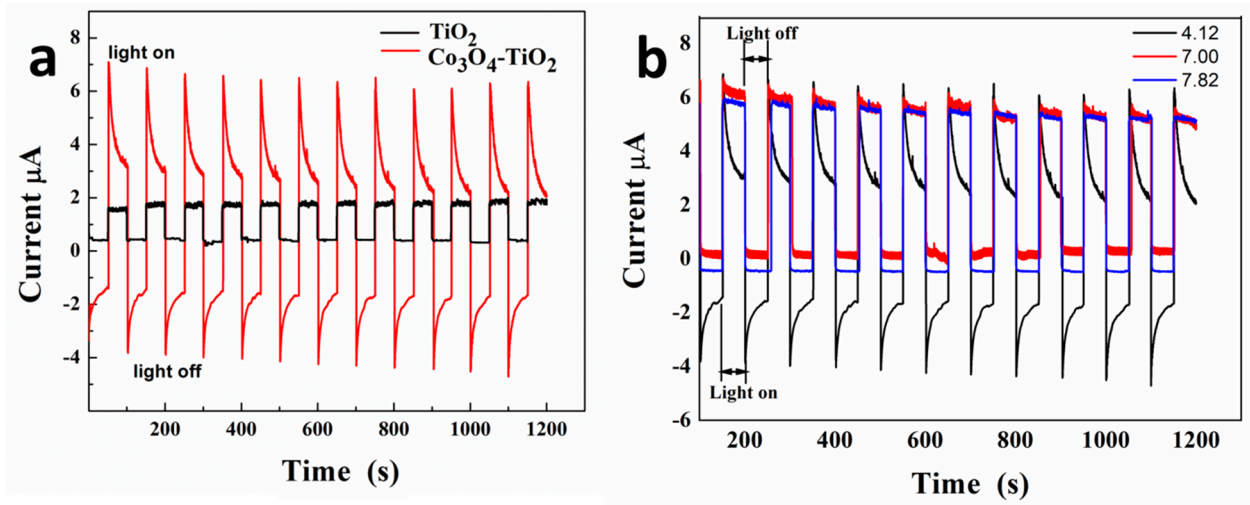 a
light on
TiO2
Co3O4-TiO2
light off
Current µA
8
6
4
2
0
-2
-4
200
400
600
800
1000
1200
Time (s)
b
Light off
4.12
7.00
7.82
Light on
Current µA
8
6
4
2
0
-2
-4
-6
200
400
600
800
1000
1200
Time (s)